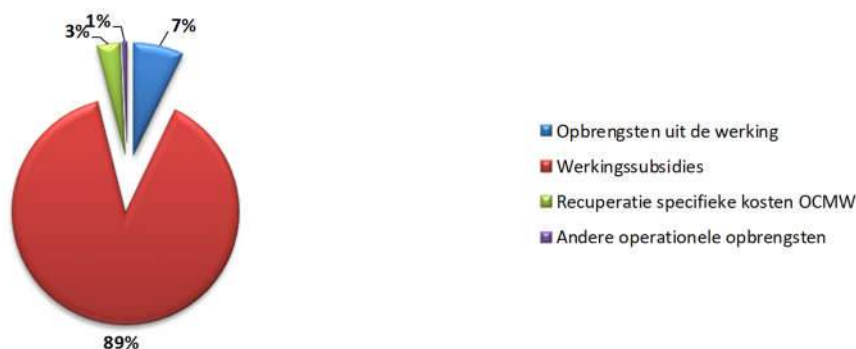 1%
3%
7%
Opbrengsten uit de werking
Werkingssubsidies
Recuperatie specifieke kosten OCMW
Andere operationele opbrengsten
89%